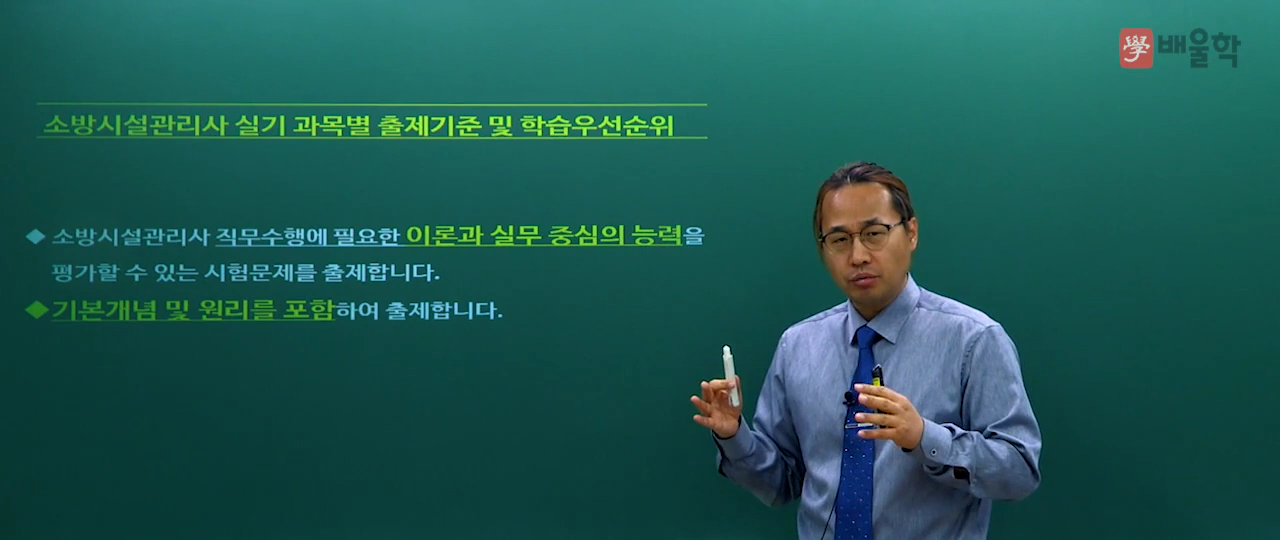 學 배울학
소방시설관리사 실기 과목별 출제기준 및 학습우선순위
◆ 소방시설관리사 직무수행에 필요한 이론과 실무 중심의 능력을
평가할 수 있는 시험문제를 출제합니다.
◆ 기본개념 및 원리를 포함하여 출제합니다.